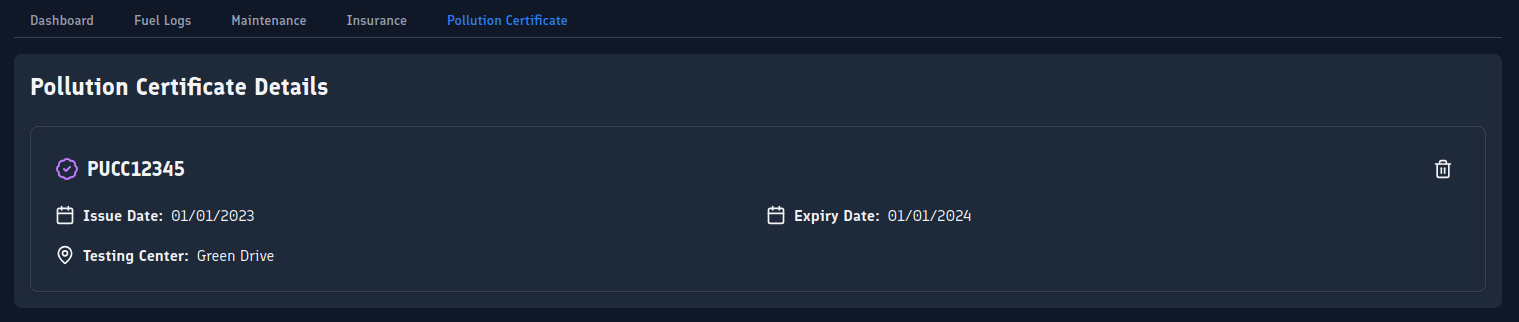 Dashboard Fuel Logs Maintenance Insurance Pollution Certificate
Pollution Certificate Details
PUCC12345
Issue Date: 01/01/2023 Expiry Date: 01/01/2024
Testing Center: Green Drive